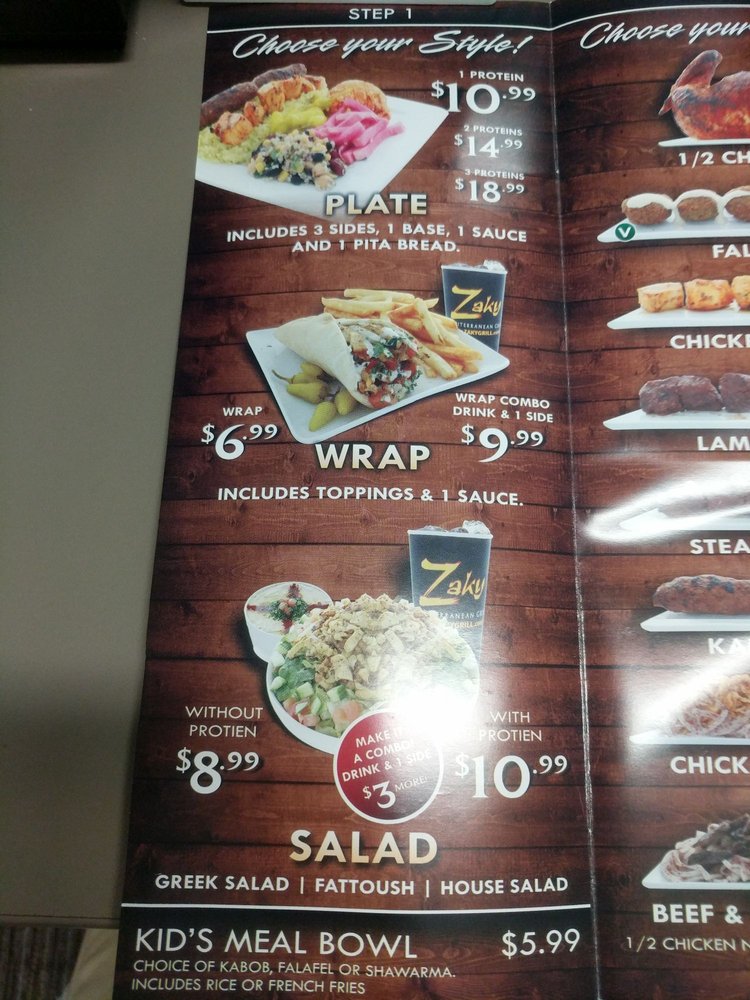 STEP 1
Choose your Style!
1 PROTEIN
$10.99
2 PROTEINS
$14.99
3 PROTEINS
$18.99
PLATE
INCLUDES 3 SIDES, 1 BASE, 1 SAUCE
AND 1 PITA BREAD.
Zaky
WRAP
$6.99
WRAP COMBO
DRINK & 1 SIDE
$9.99
WRAP
INCLUDES TOPPINGS & 1 SAUCE.
Zaky
WITHOUT
PROTIEN
$8.99
MAKE IT
A COMBO!
DRINK & 1 SIDE
$3 MORE!
WITH
PROTIEN
$10.99
SALAD
GREEK SALAD | FATTOUSH | HOUSE SALAD
KID'S MEAL BOWL $5.99
CHOICE OF KABOB, FALAFEL OR SHAWARMA.
INCLUDES RICE OR FRENCH FRIES
Choose your
1/2 CH
V
FAL
CHICK
LAM
STEA
KA
CHICK
BEEF &
1/2 CHICKEN N